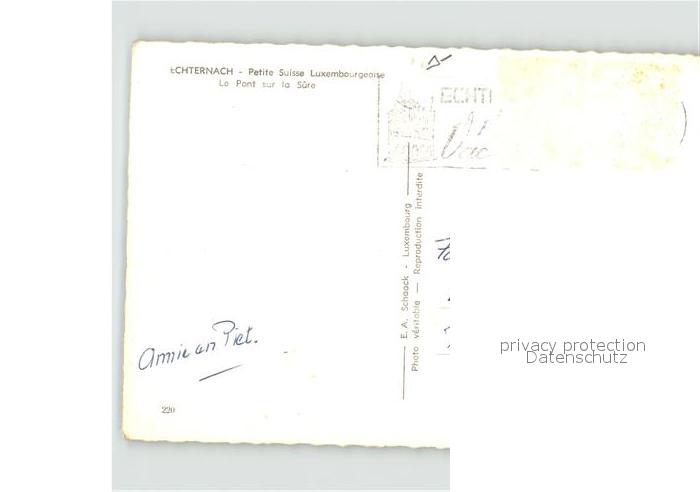 ECHTERNACH - Petite Suisse Luxembourgeoise
Le Pont sur la Sûre
ECHT
Vac
E.A. Schaack - Luxembourg
Photo véritable — Reproduction interdite
Annie en Piet.
220
privacy protection
Datenschutz